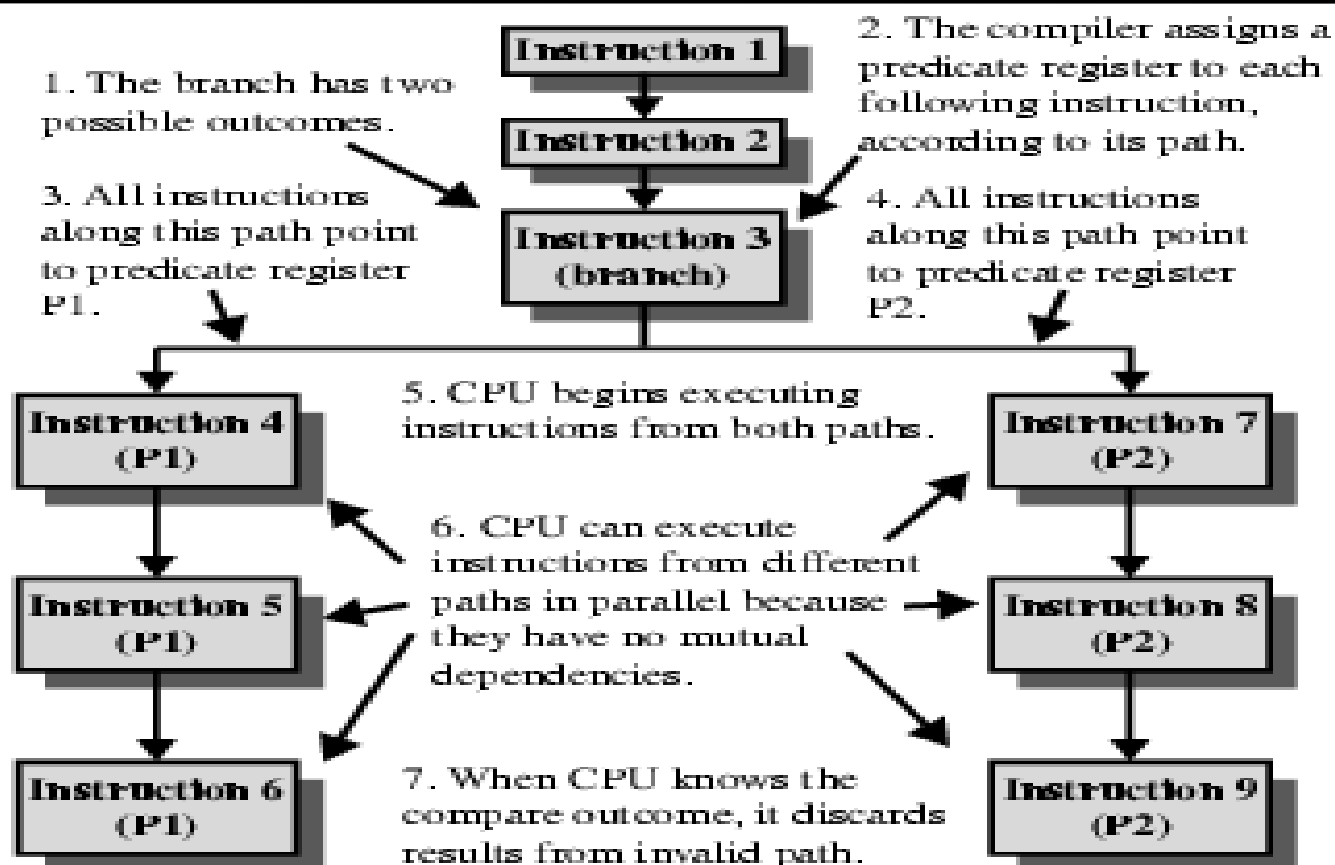 Instruction 1
2. The compiler assigns a
predicate register to each
following instruction,
according to its path.
1. The branch has two
possible outcomes.
Instruction 2
3. All instructions
along this path point
to predicate register
P1.
Instruction 3
(branch)
4. All instructions
along this path point
to predicate register
P2.
Instruction 4
(P1)
5. CPU begins executing
instructions from both paths.
Instruction 7
(P2)
6. CPU can execute
instructions from different
paths in parallel because
they have no mutual
dependencies.
Instruction 5
(P1)
Instruction 8
(P2)
Instruction 6
(P1)
7. When CPU knows the
compare outcome, it discards
results from invalid path.
Instruction 9
(P2)